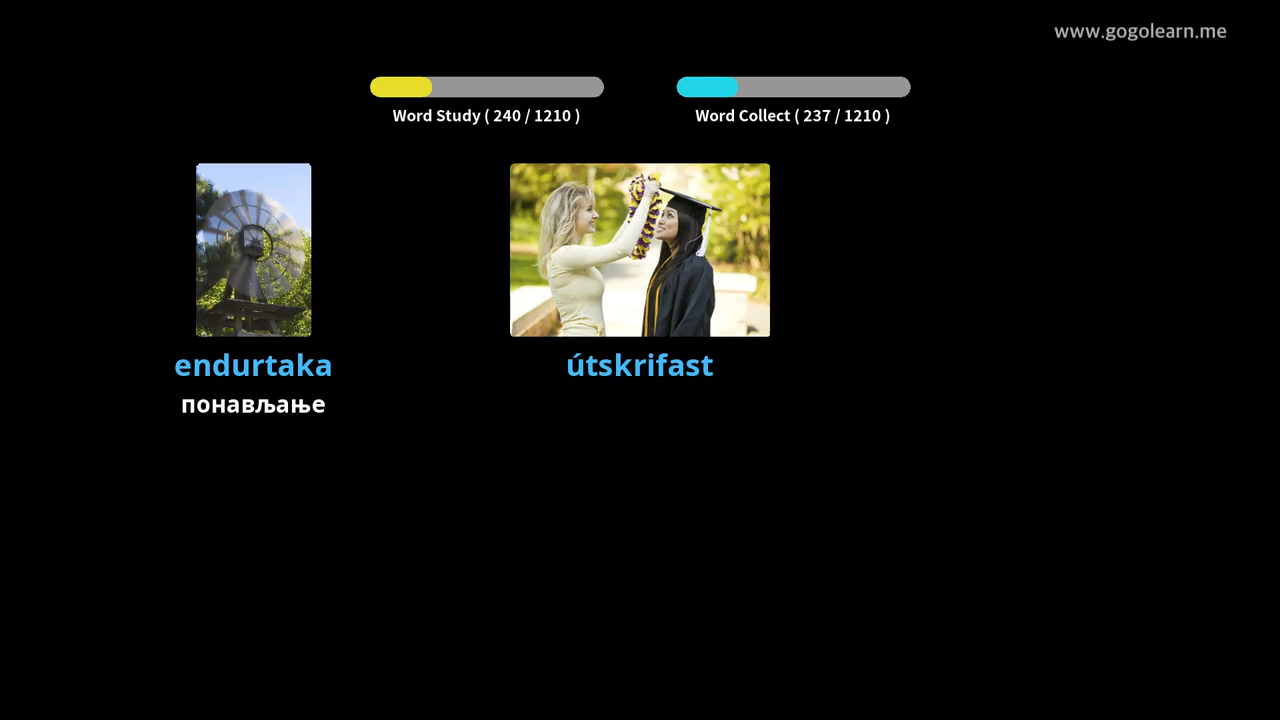 www.gogolearn.me
Word Study ( 240 / 1210 )
Word Collect ( 237 / 1210 )
endurtaka
понављање
útskrifast